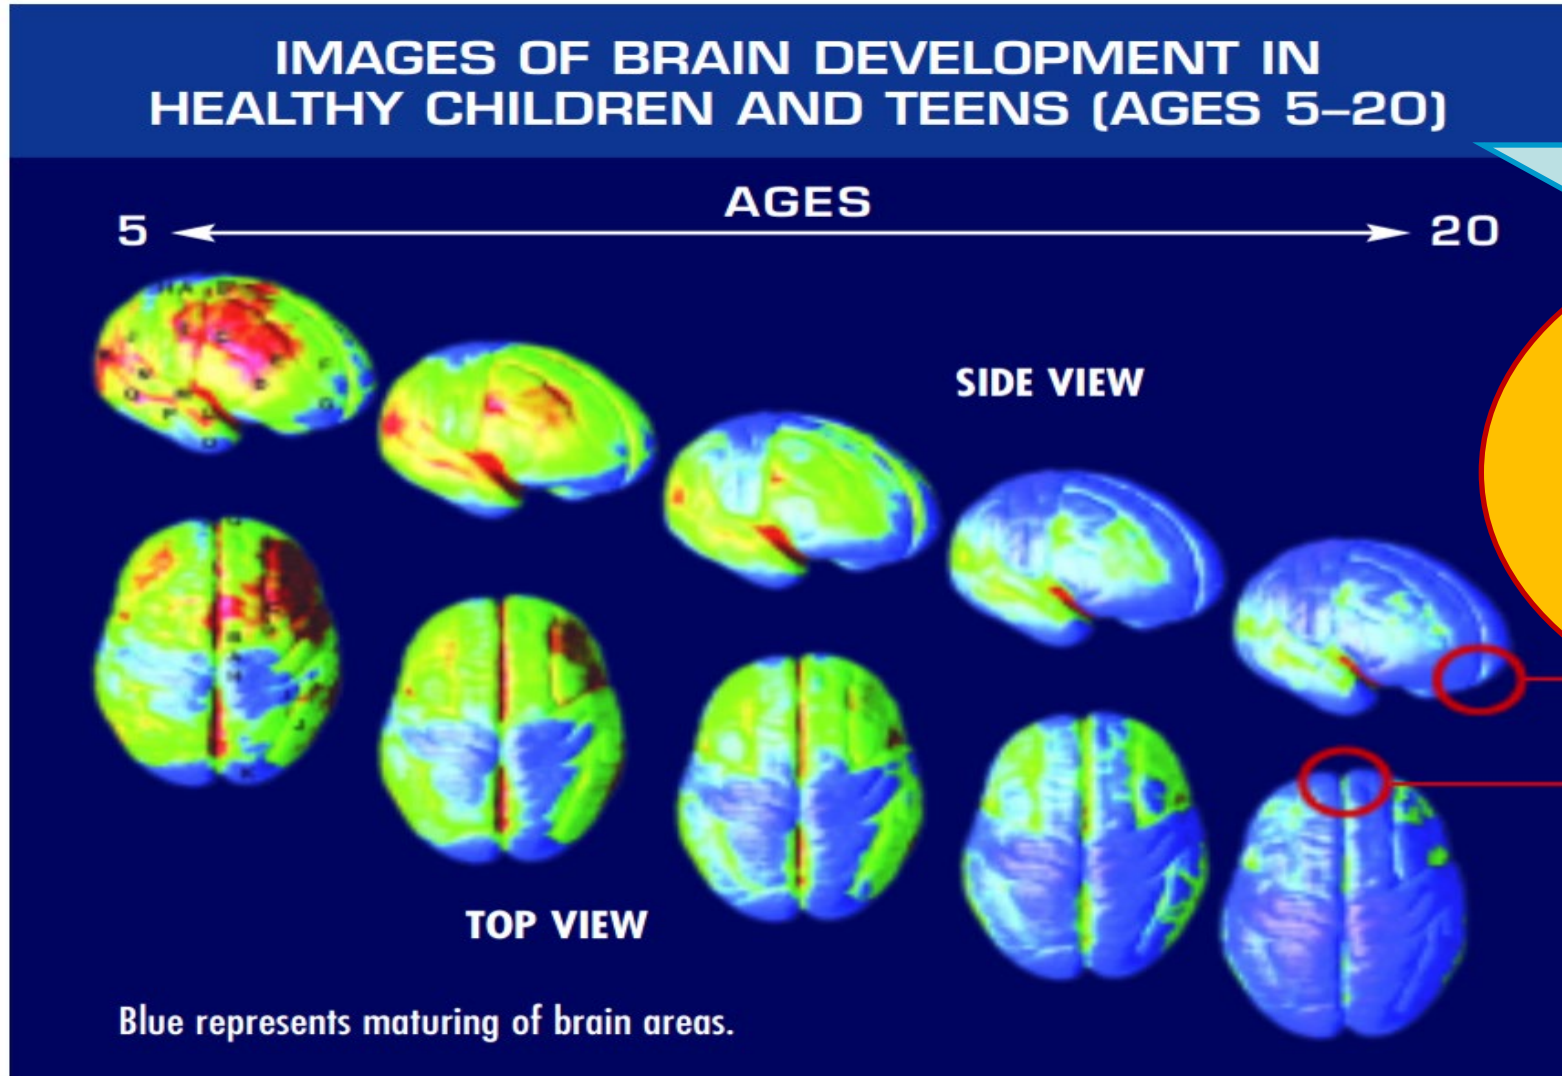 IMAGES OF BRAIN DEVELOPMENT IN
HEALTHY CHILDREN AND TEENS (AGES 5–20)
AGES
5
20
SIDE VIEW
TOP VIEW
Blue represents maturing of brain areas.